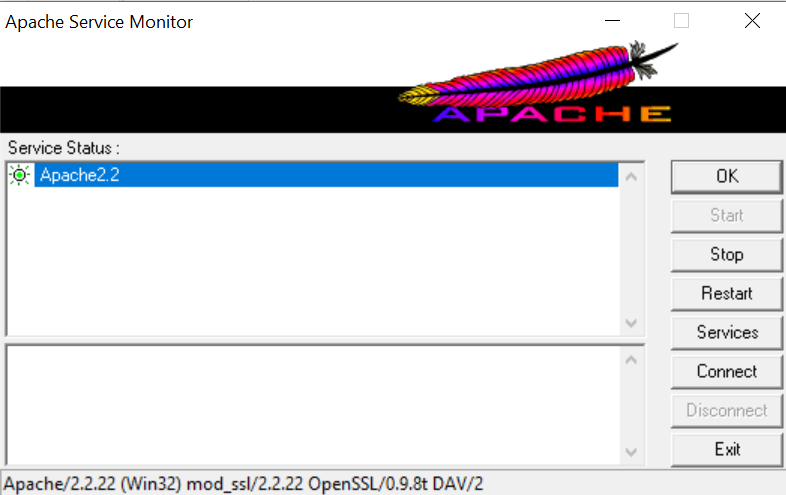 Apache Service Monitor
APACHE
Service Status :
Apache2.2
OK
Start
Stop
Restart
Services
Connect
Disconnect
Exit
Apache/2.2.22 (Win32) mod_ssl/2.2.22 OpenSSL/0.9.8t DAV/2